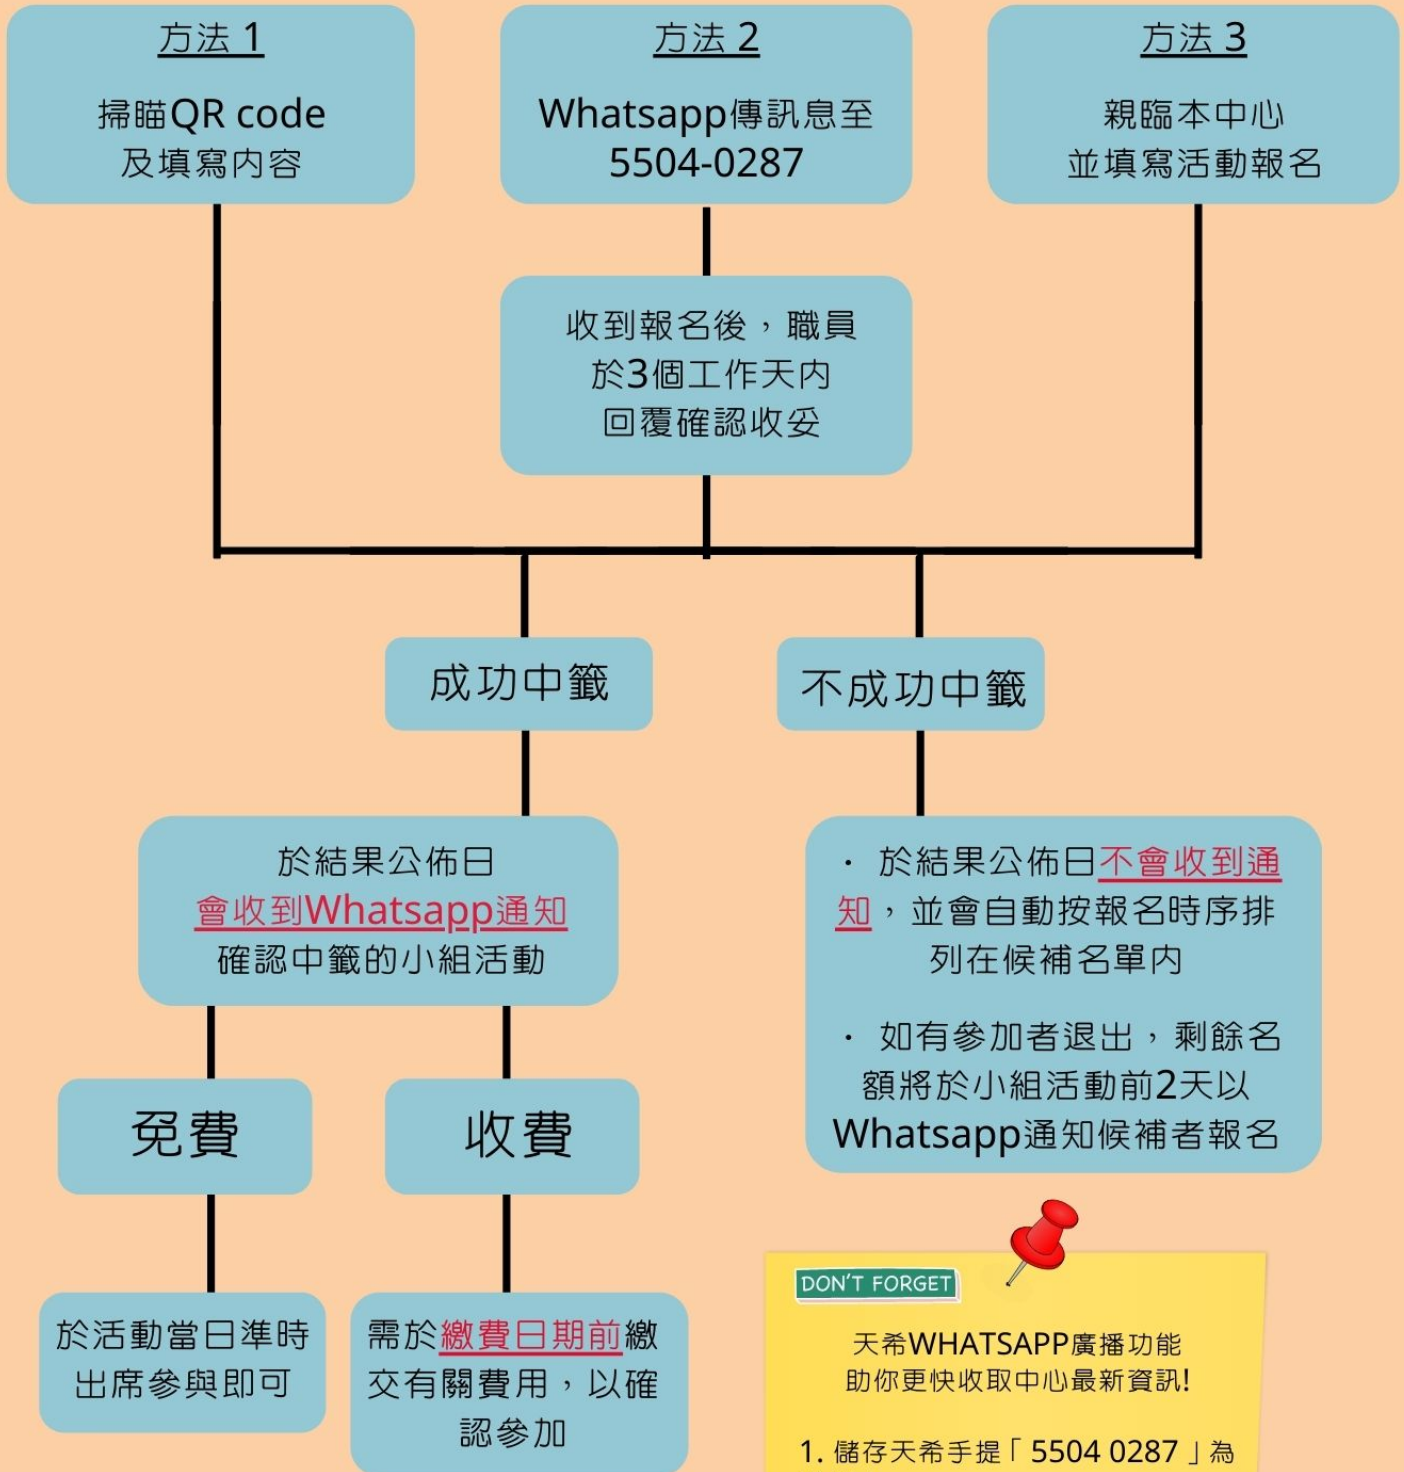 方法 1
掃瞄QR code
及填寫內容
方法 2
Whatsapp傳訊息至
5504-0287
方法 3
親臨本中心
並填寫活動報名
收到報名後，職員
於3個工作天內
回覆確認收妥
成功中籤
不成功中籤
於結果公佈日
會收到Whatsapp通知
確認中籤的小組活動
· 於結果公佈日不會收到通
知，並會自動按報名時序排
列在候補名單內
· 如有參加者退出，剩餘名
額將於小組活動前2天以
Whatsapp通知候補者報名
免費
收費
於活動當日準時
出席參與即可
需於繳費日期前繳
交有關費用，以確
認參加
DON'T FORGET
天希WHATSAPP廣播功能
助你更快收取中心最新資訊!
1. 儲存天希手提「 5504 0287 」為